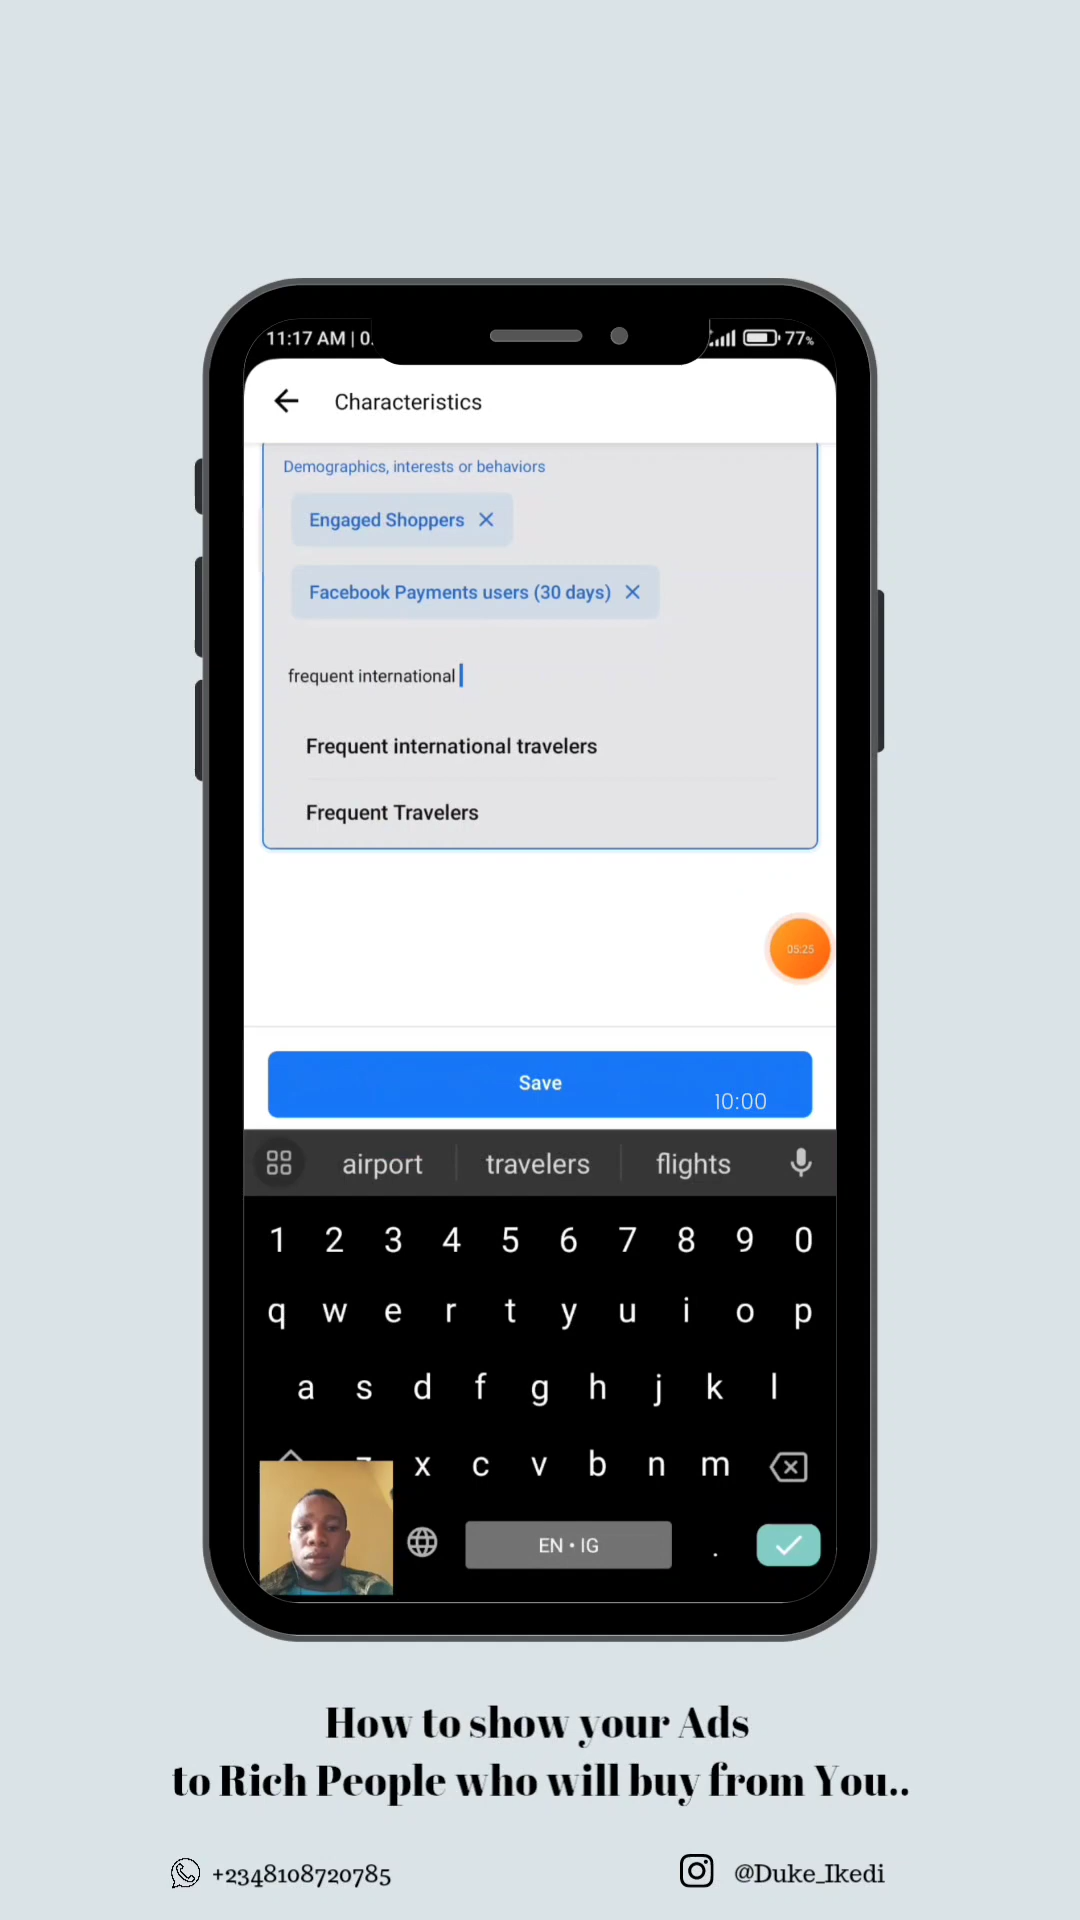 11:17 AM | 0.
77%
Characteristics
Demographics, interests or behaviors
Engaged Shoppers
Facebook Payments users (30 days)
frequent international
Frequent international travelers
Frequent Travelers
05:25
Save
10:00
airport travelers flights
1 2 3 4 5 6 7 8 9 0
q w e r t y u i o p
a s d f g h j k l
x c v b n m
EN • IG .
How to show your Ads
to Rich People who will buy from You..
+2348108720785 @Duke_Ikedi